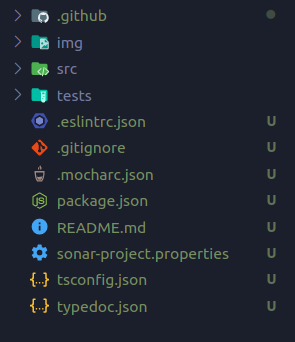 .github
img
src
tests
.eslintrc.json U
.gitignore U
.mocharc.json U
package.json U
README.md U
sonar-project.properties U
tsconfig.json U
typedoc.json U